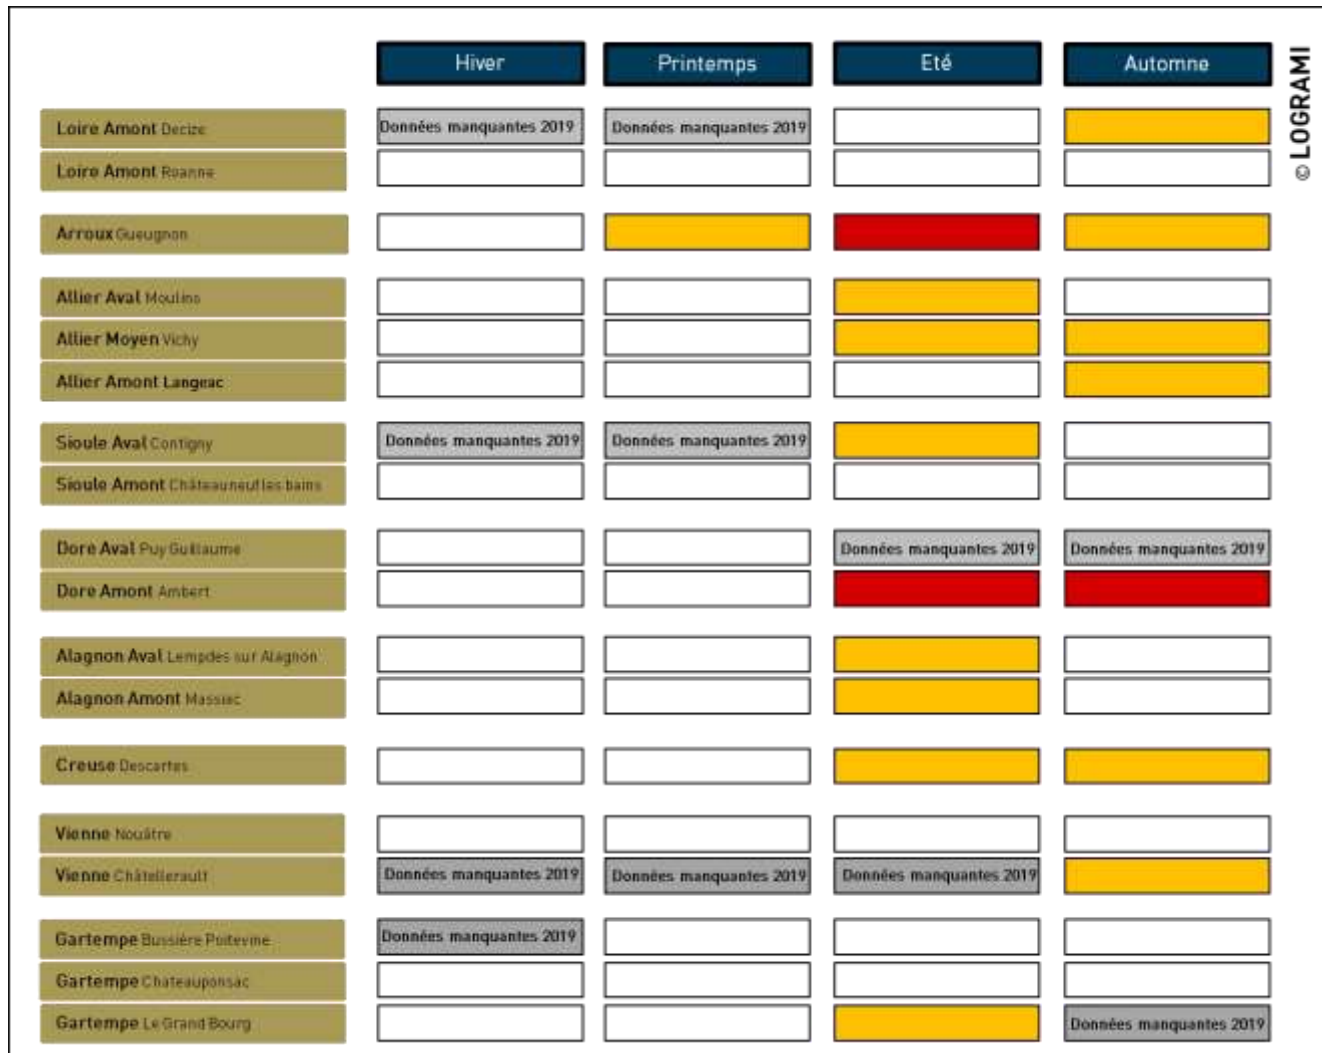 Hiver Printemps Eté Automne
© LOGRAMI
Loire Amont Decize Données manquantes 2019 Données manquantes 2019
Loire Amont Roanne
Arroux Gueugnon
Allier Aval Moulins
Allier Moyen Vichy
Allier Amont Langeac
Sioule Aval Contigny Données manquantes 2019 Données manquantes 2019
Sioule Amont Châteauneuf les bains
Dore Aval Puy Guillaume Données manquantes 2019 Données manquantes 2019
Dore Amont Ambert
Alagnon Aval Lempdes sur Alagnon
Alagnon Amont Massiac
Creuse Descartes
Vienne Nouâtre
Vienne Châtellerault Données manquantes 2019 Données manquantes 2019 Données manquantes 2019
Gartempe Bussière Poitevine Données manquantes 2019
Gartempe Chateauponsac
Gartempe Le Grand Bourg Données manquantes 2019